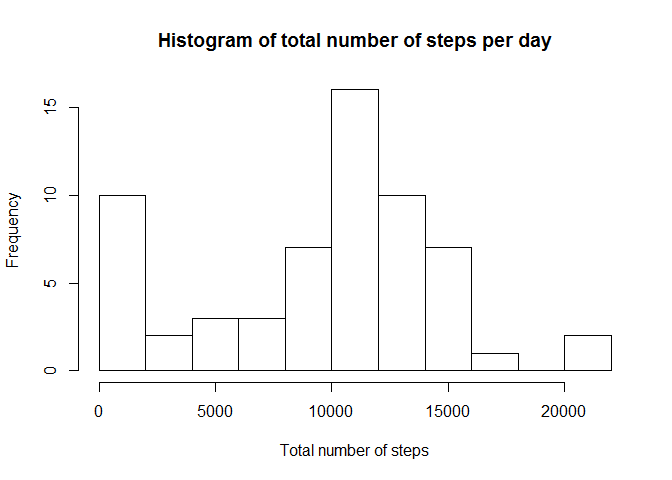 Histogram of total number of steps per day
Frequency
15
10
5
0
0 5000 10000 15000 20000
Total number of steps